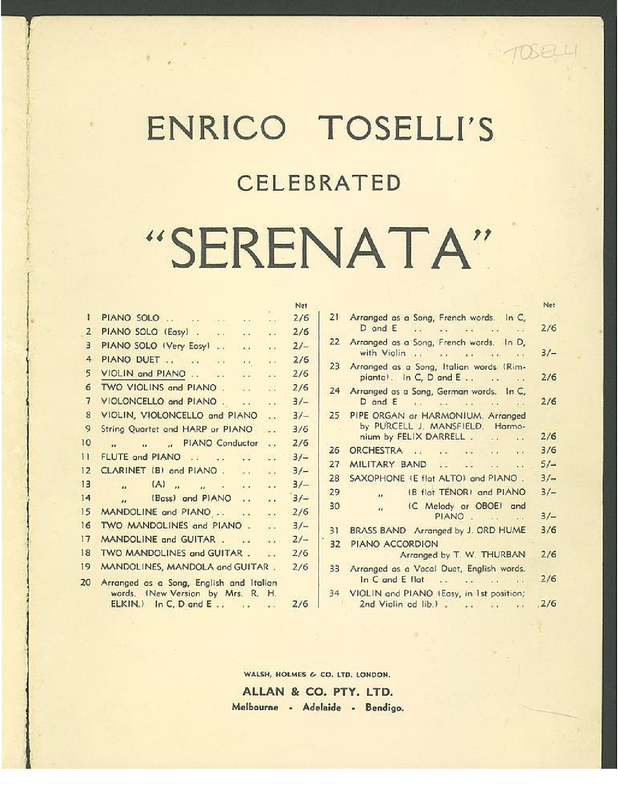 TOSELLI
ENRICO TOSELLI'S
CELEBRATED
"SERENATA"
Net
1 PIANO SOLO .. .. .. .. .. 2/6
2 PIANO SOLO (Easy) . .. .. .. 2/6
3 PIANO SOLO (Very Easy) .. .. .. 2/–
4 PIANO DUET .. .. .. .. .. 2/6
5 VIOLIN and PIANO .. .. .. .. 2/6
6 TWO VIOLINS and PIANO . .. .. 2/6
7 VIOLONCELLO and PIANO . .. .. 3/–
8 VIOLIN, VIOLONCELLO and PIANO .. 3/–
9 String Quartet and HARP or PIANO .. 3/6
10 „ „ „ PIANO Conductor .. 2/6
11 FLUTE and PIANO .. .. .. .. 3/–
12 CLARINET (B) and PIANO . .. .. 3/–
13 „ (A) „ „ .. .. 3/–
14 „ (Bass) and PIANO .. .. 3/–
15 MANDOLINE and PIANO .. .. .. 2/6
16 TWO MANDOLINES and PIANO . .. 3/–
17 MANDOLINE and GUITAR . .. .. 2/–
18 TWO MANDOLINES and GUITAR . .. 2/6
19 MANDOLINES, MANDOLA and GUITAR . 2/6
20 Arranged as a Song, English and Italian
words. (New Version by Mrs. R. H.
ELKIN.) In C, D and E .. .. .. 2/6
Net
21 Arranged as a Song, French words. In C,
D and E .. .. .. .. .. 2/6
22 Arranged as a Song, French words. In D,
with Violin .. .. .. .. .. 3/–
23 Arranged as a Song, Italian words (Rim-
pianto). In C, D and E .. .. .. 2/6
24 Arranged as a Song, German words. In C,
D and E .. .. .. .. .. 2/6
25 PIPE ORGAN or HARMONIUM. Arranged
by PURCELL J. MANSFIELD. Harmo-
nium by FELIX DARRELL . .. .. 2/6
26 ORCHESTRA .. .. .. .. .. 3/6
27 MILITARY BAND .. .. .. .. 5/–
28 SAXOPHONE (E flat ALTO) and PIANO . 3/–
29 „ (B flat TENOR) and PIANO 3/–
30 „ (C Melody or OBOE) and
PIANO . .. .. .. 3/–
31 BRASS BAND Arranged by J. ORD HUME 3/6
32 PIANO ACCORDION
Arranged by T. W. THURBAN 2/6
33 Arranged as a Vocal Duet, English words.
In C and E flat .. .. .. .. 2/6
34 VIOLIN and PIANO (Easy, in 1st position;
2nd Violin ad lib.) . .. .. .. 2/6
WALSH, HOLMES & CO. LTD. LONDON.
ALLAN & CO. PTY. LTD.
Melbourne - Adelaide - Bendigo.